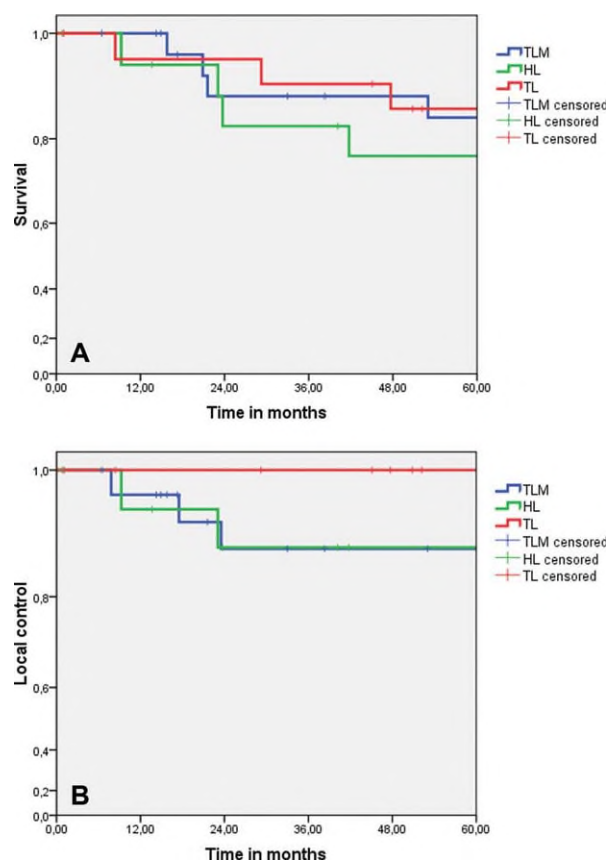 1,0
0,8
0,6
0,4
0,2
0,0
Survival
A
0,00 12,00 24,00 36,00 48,00 60,00
Time in months
TLM
HL
TL
TLM censored
HL censored
TL censored
1,0
0,8
0,6
0,4
0,2
0,0
Local control
B
0,00 12,00 24,00 36,00 48,00 60,00
Time in months
TLM
HL
TL
TLM censored
HL censored
TL censored